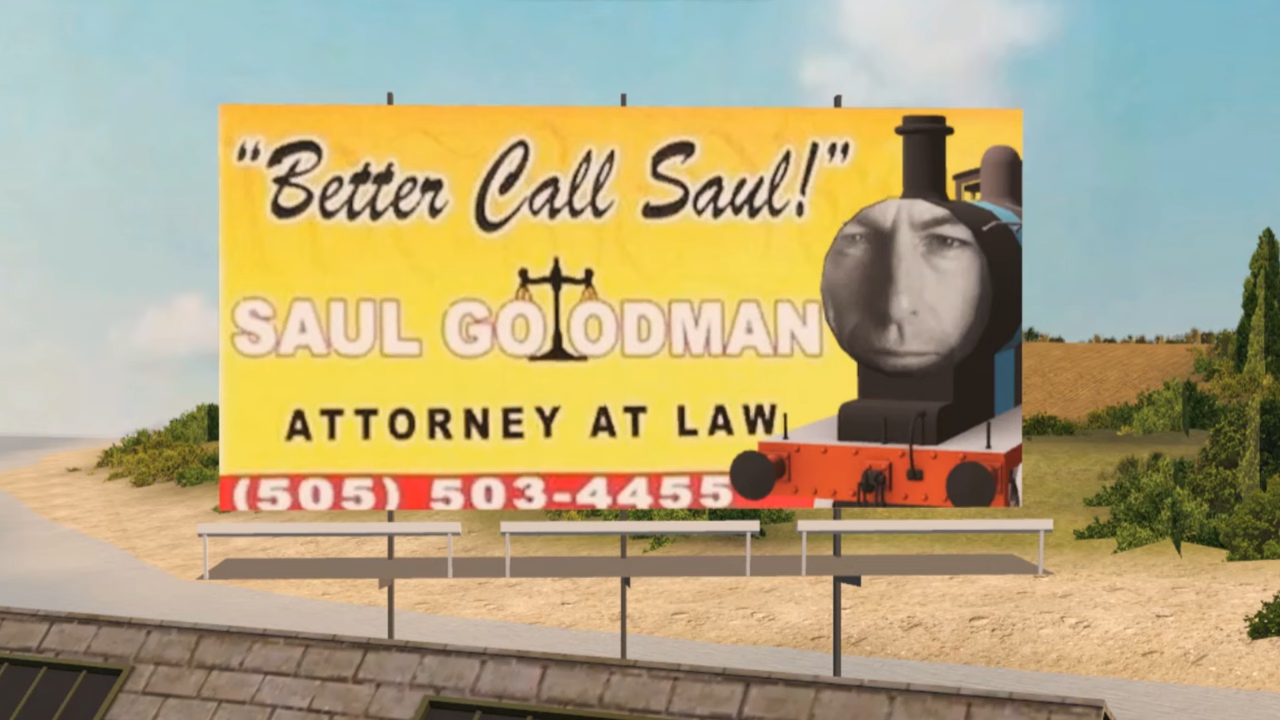 “Better Call Saul!”
SAUL GOODMAN
ATTORNEY AT LAW
(505) 503-4455